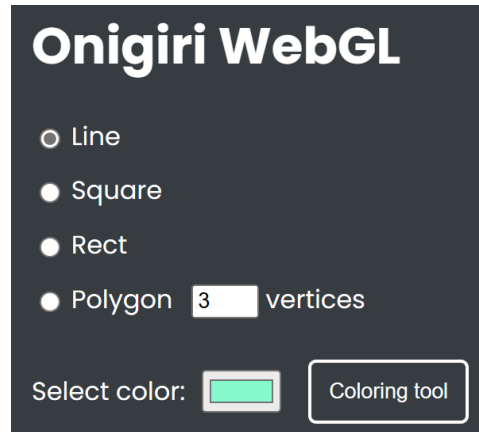 Onigiri WebGL
Line
Square
Rect
Polygon 3 vertices
Select color: Coloring tool